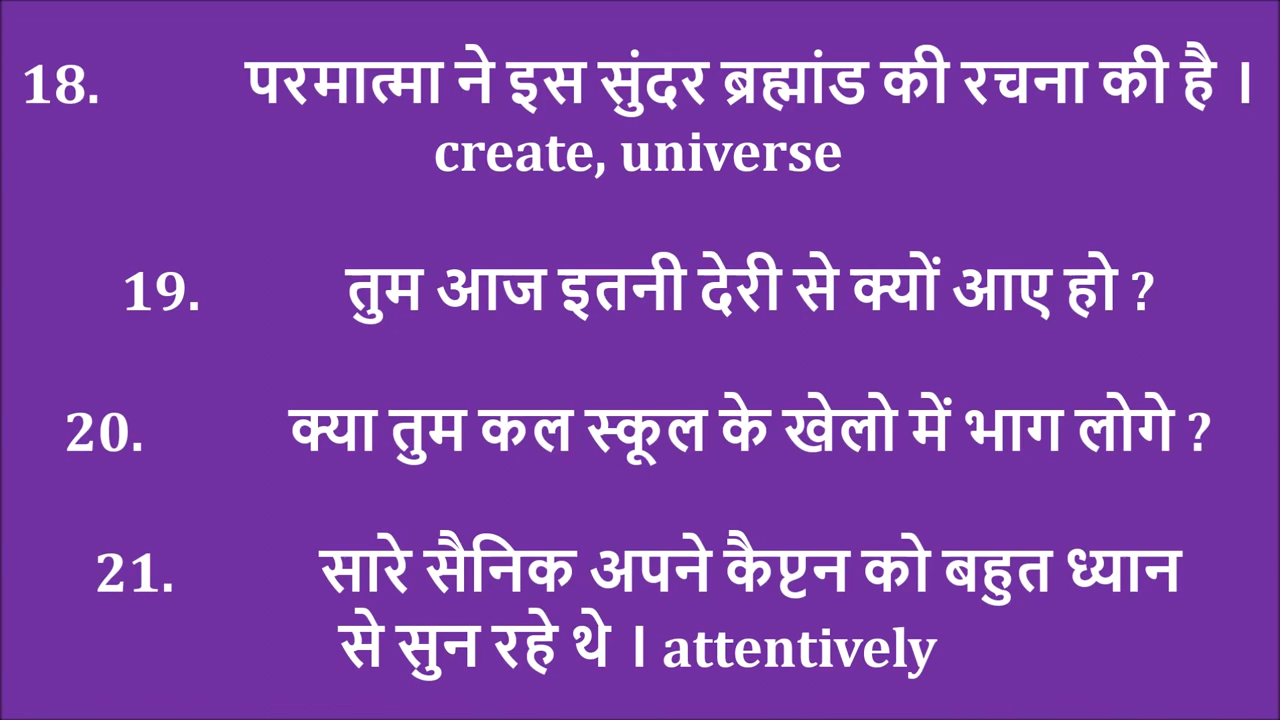 18. परमात्मा ने इस सुंदर ब्रह्मांड की रचना की है ।
create, universe
19. तुम आज इतनी देरी से क्यों आए हो ?
20. क्या तुम कल स्कूल के खेलो में भाग लोगे ?
21. सारे सैनिक अपने कैप्टन को बहुत ध्यान
से सुन रहे थे । attentively